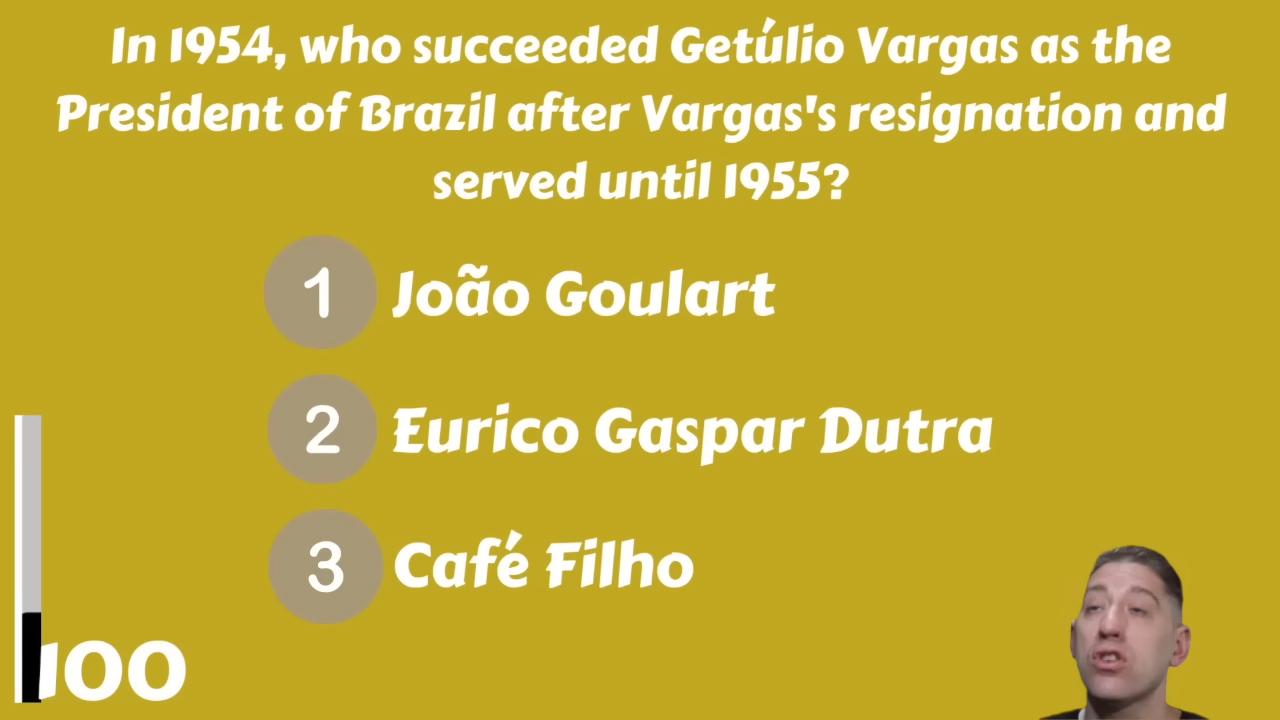 In 1954, who succeeded Getúlio Vargas as the
President of Brazil after Vargas's resignation and
served until 1955?
1 João Goulart
2 Eurico Gaspar Dutra
3 Café Filho
100